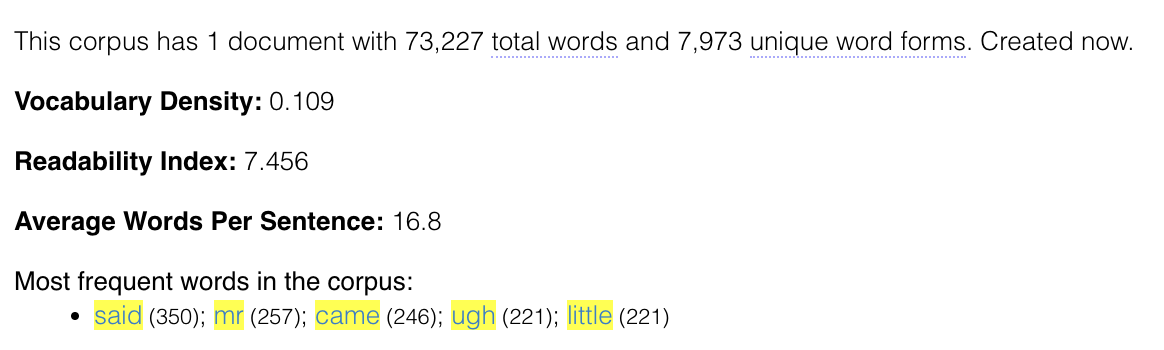 This corpus has 1 document with 73,227 total words and 7,973 unique word forms. Created now.
Vocabulary Density: 0.109
Readability Index: 7.456
Average Words Per Sentence: 16.8
Most frequent words in the corpus:
• said (350); mr (257); came (246); ugh (221); little (221)